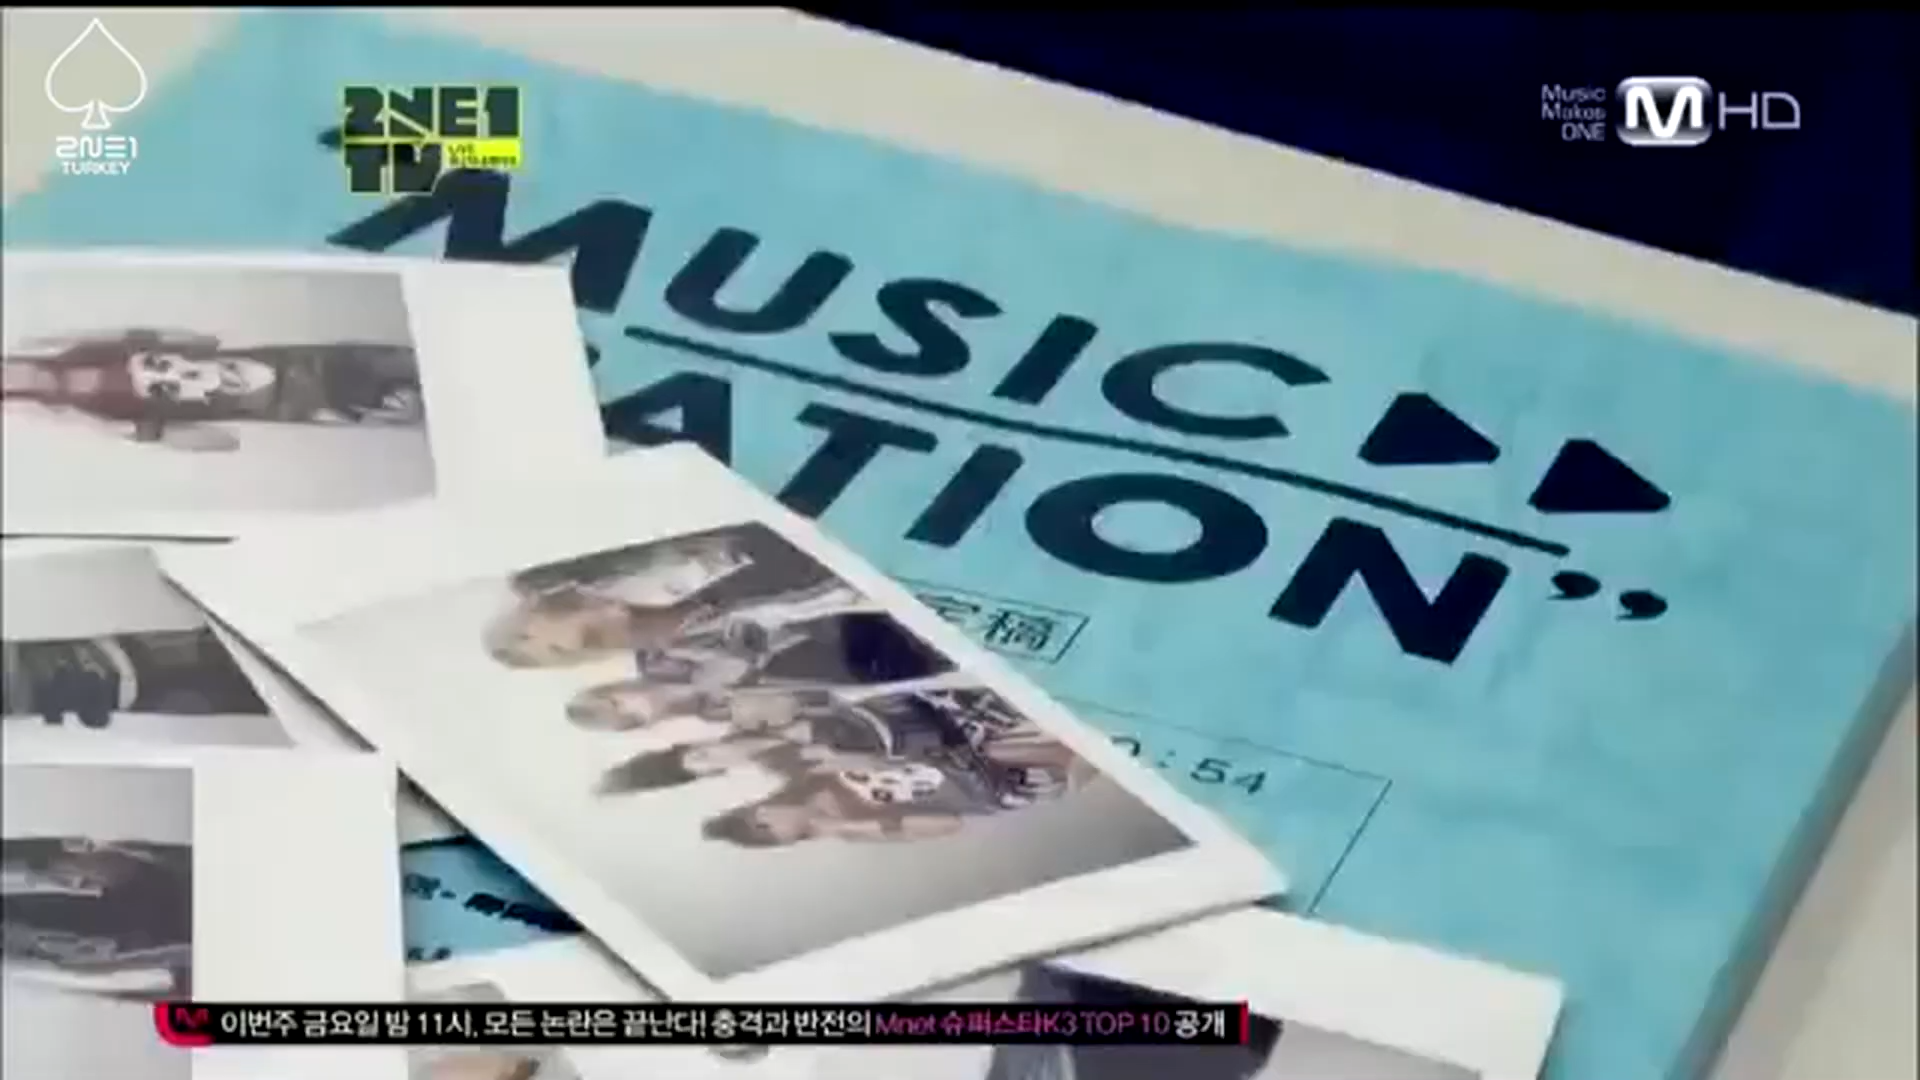 2NE1
TURKEY
2NE1
TV
Music
Makes
ONE
M HD
MUSIC
ATION”
稿
:54
이번주 금요일 밤 11시, 모든 논란은 끝난다! 충격과 반전의 Mnet 슈퍼스타K3 TOP 10 공개